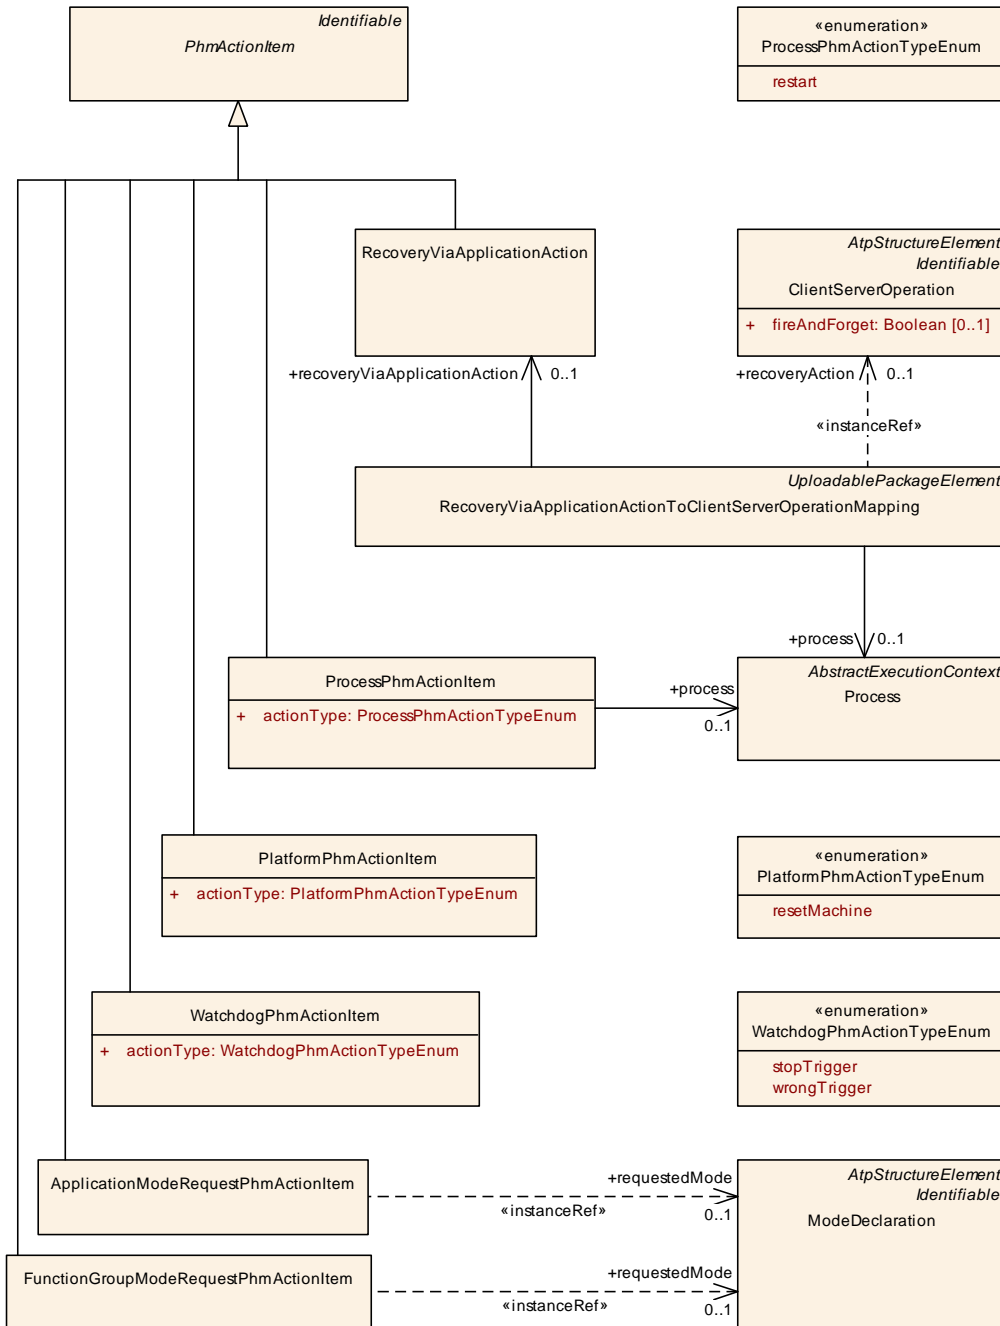 Identifiable
PhmActionItem
«enumeration»
ProcessPhmActionTypeEnum
restart
RecoveryViaApplicationAction
AtpStructureElement
Identifiable
ClientServerOperation
+ fireAndForget: Boolean [0..1]
+recoveryViaApplicationAction 0..1
+recoveryAction 0..1
«instanceRef»
UploadablePackageElement
RecoveryViaApplicationActionToClientServerOperationMapping
+process 0..1
ProcessPhmActionItem
+ actionType: ProcessPhmActionTypeEnum
+process
0..1
AbstractExecutionContext
Process
PlatformPhmActionItem
+ actionType: PlatformPhmActionTypeEnum
«enumeration»
PlatformPhmActionTypeEnum
resetMachine
WatchdogPhmActionItem
+ actionType: WatchdogPhmActionTypeEnum
«enumeration»
WatchdogPhmActionTypeEnum
stopTrigger
wrongTrigger
ApplicationModeRequestPhmActionItem
+requestedMode
«instanceRef»
0..1
AtpStructureElement
Identifiable
ModeDeclaration
FunctionGroupModeRequestPhmActionItem
+requestedMode
«instanceRef»
0..1